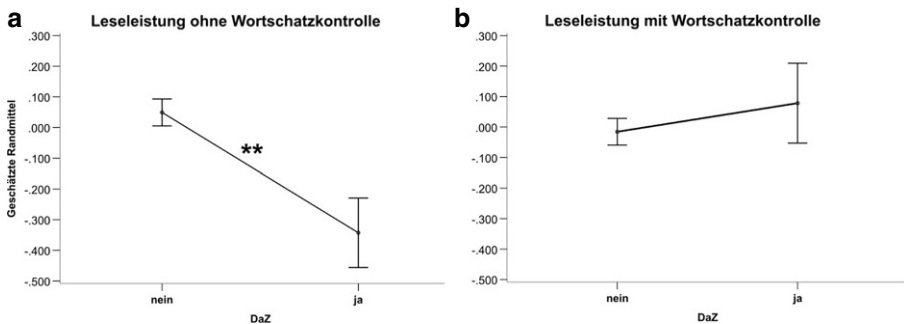 a
Leseleistung ohne Wortschatzkontrolle
.300
.200
.100
.000
-.100
-.200
-.300
-.400
-.500
Geschätzte Randmittel
**
nein
ja
DaZ
b
Leseleistung mit Wortschatzkontrolle
.300
.200
.100
.000
-.100
-.200
-.300
-.400
-.500
nein
ja
DaZ